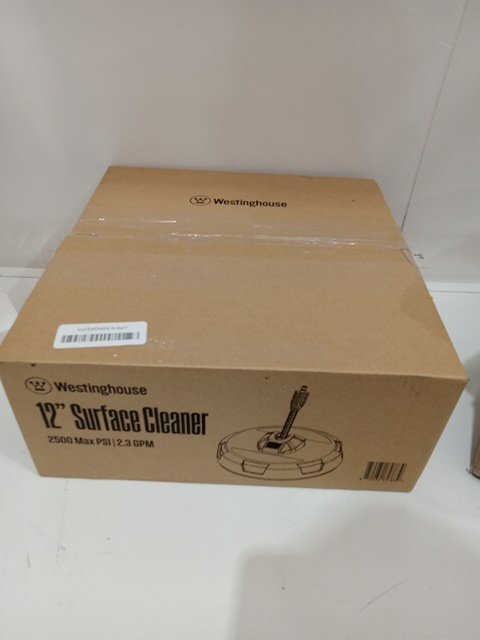 Westinghouse
Westinghouse
12" Surface Cleaner
2500 Max PSI | 2.3 GPM